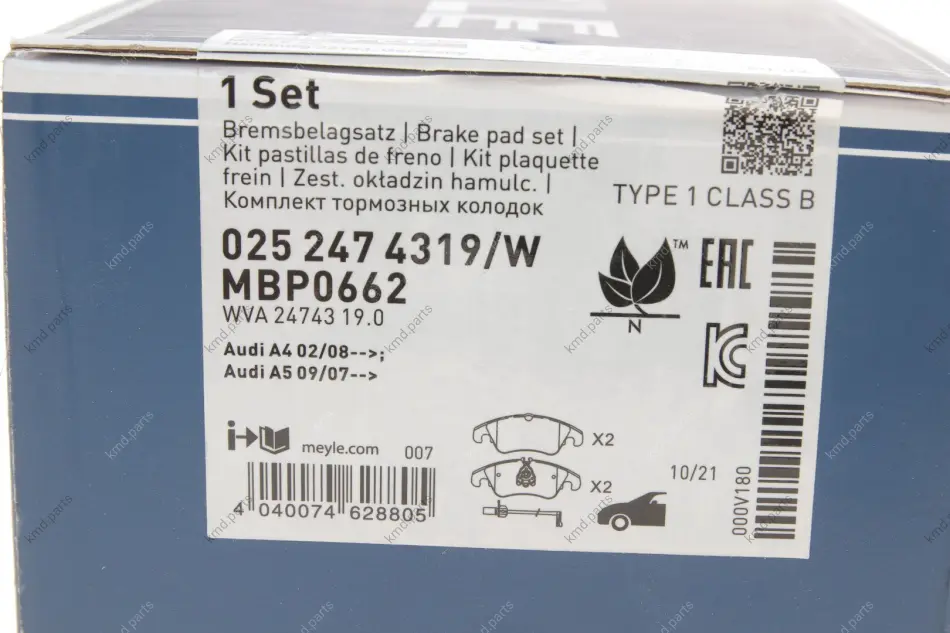 1 Set
Bremsbelagsatz | Brake pad set |
Kit pastillas de freno | Kit plaquette
frein | Zest. okładzin hamulc. |
Комплект тормозных колодок
TYPE 1 CLASS B
025 247 4319/W
MBP0662
WVA 24743 19.0
TM
EAC
N
Audi A4 02/08-->;
Audi A5 09/07-->
meyle.com 007
4 040074 628805
X2
X2
10/21
000V180
kmd.parts